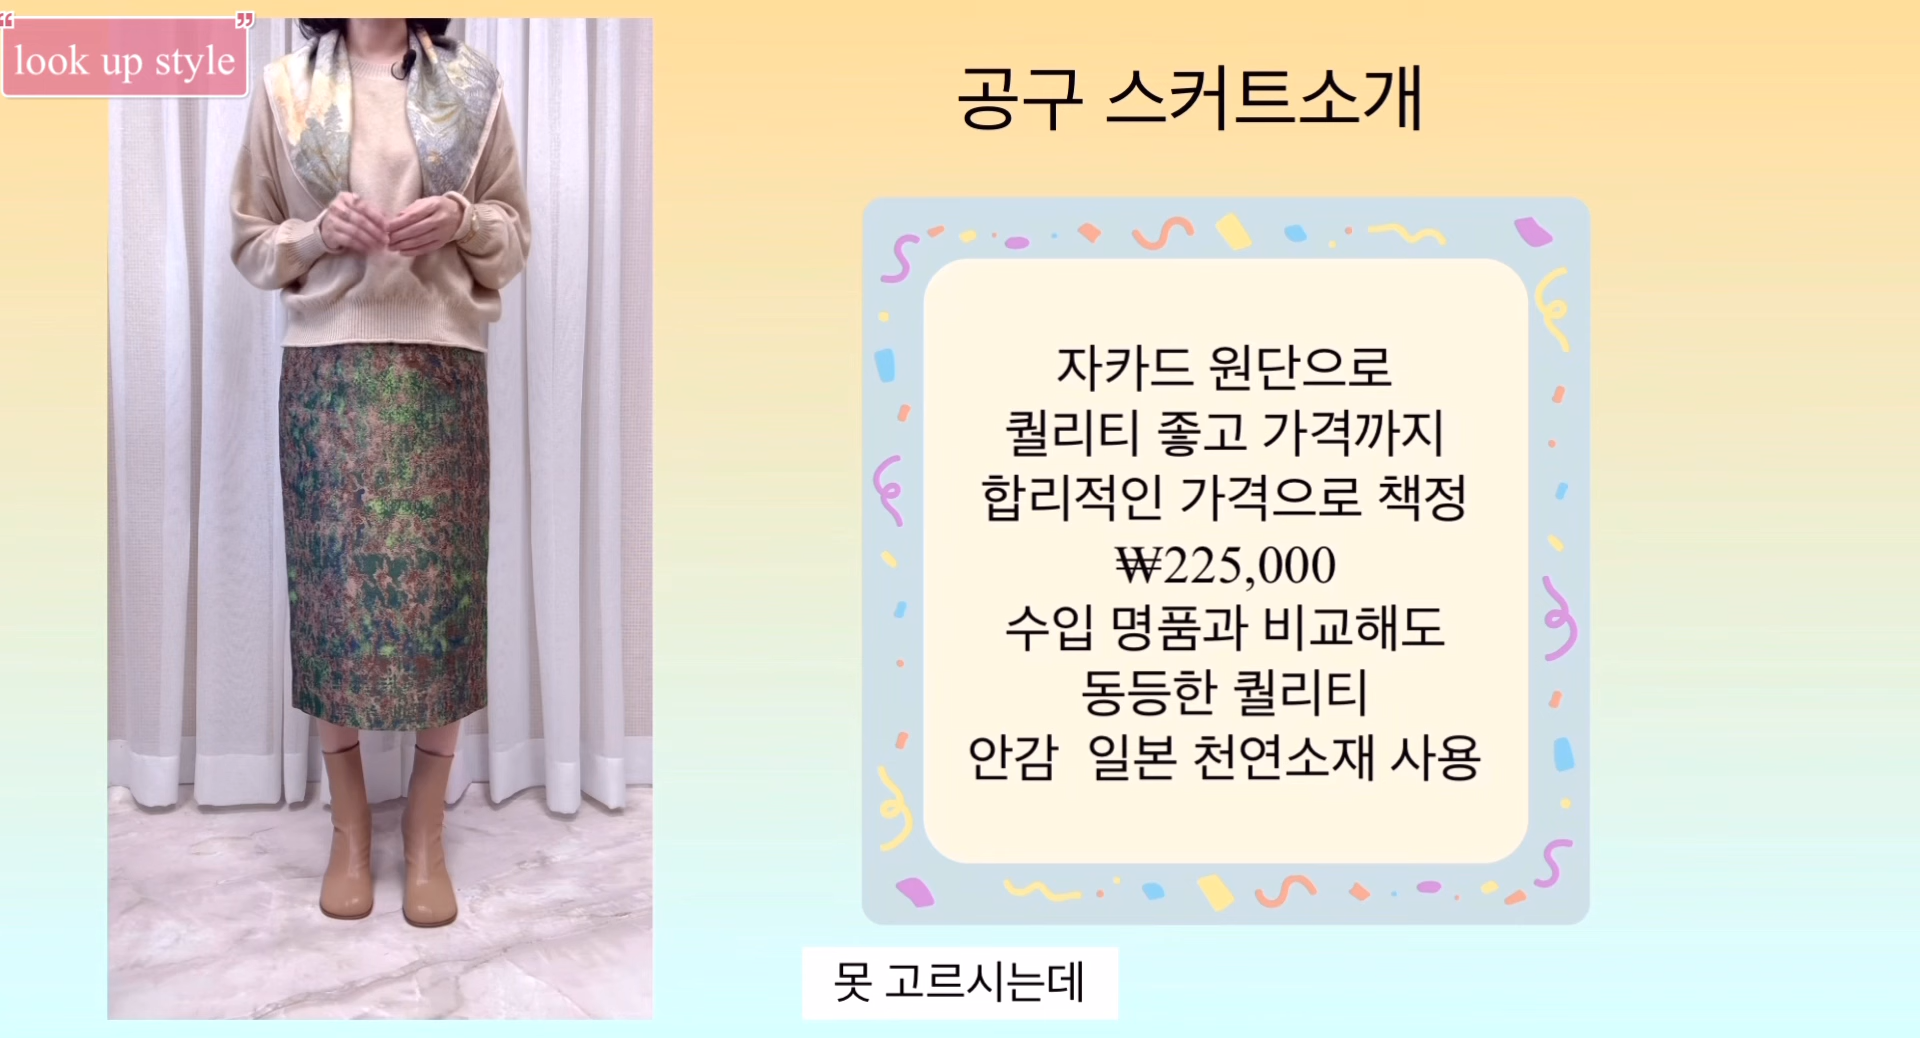 look up style
공구 스커트소개
자카드 원단으로
퀄리티 좋고 가격까지
합리적인 가격으로 책정
₩225,000
수입 명품과 비교해도
동등한 퀄리티
안감 일본 천연소재 사용
못 고르시는데